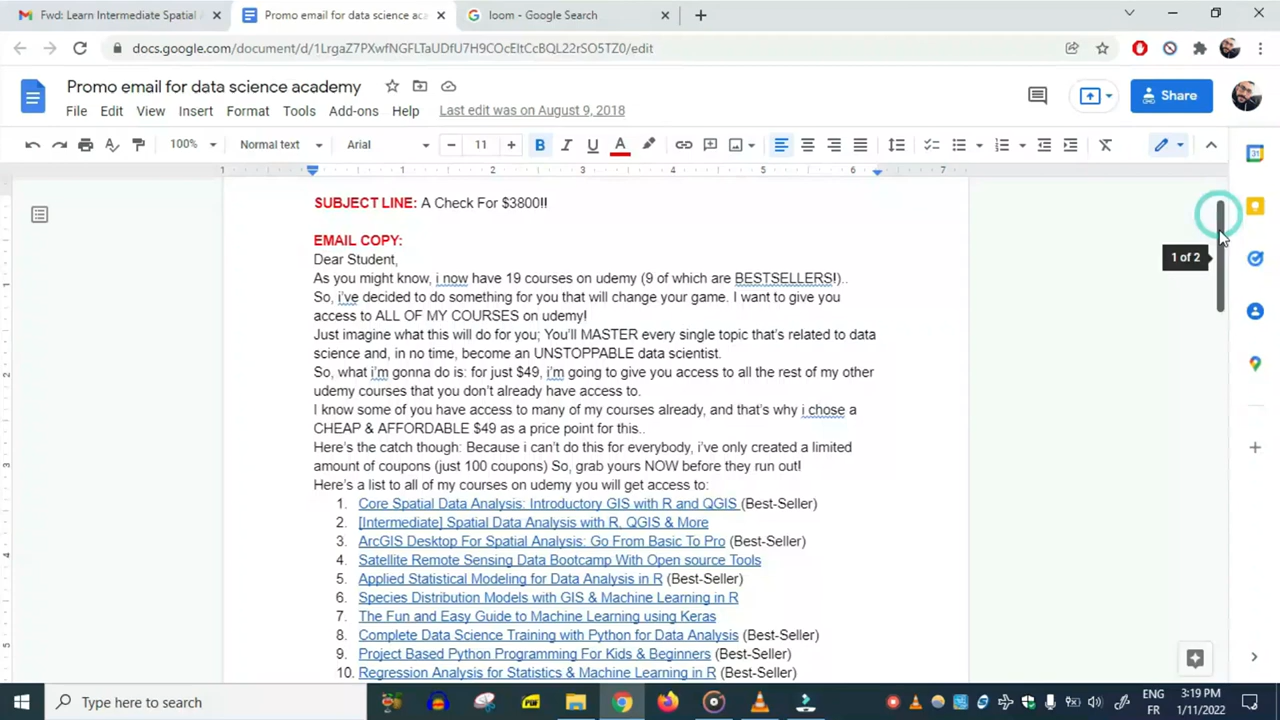 Fwd: Learn Intermediate Spatial A
Promo email for data science aca
loom - Google Search
docs.google.com/document/d/1LrgaZ7PXwfNGFLTaUDfU7H9COcEltCcBQL22rSO5TZ0/edit
Promo email for data science academy
File Edit View Insert Format Tools Add-ons Help Last edit was on August 9, 2018
Share
100% Normal text Arial 11
1 1 2 3 4 5 6 7
SUBJECT LINE: A Check For $3800!!
EMAIL COPY:
Dear Student,
As you might know, i now have 19 courses on udemy (9 of which are BESTSELLERS!)..
So, i've decided to do something for you that will change your game. I want to give you
access to ALL OF MY COURSES on udemy!
Just imagine what this will do for you; You'll MASTER every single topic that's related to data
science and, in no time, become an UNSTOPPABLE data scientist.
So, what i'm gonna do is: for just $49, i'm going to give you access to all the rest of my other
udemy courses that you don't already have access to.
I know some of you have access to many of my courses already, and that's why i chose a
CHEAP & AFFORDABLE $49 as a price point for this..
Here's the catch though: Because i can't do this for everybody, i've only created a limited
amount of coupons (just 100 coupons) So, grab yours NOW before they run out!
Here's a list to all of my courses on udemy you will get access to:
1. Core Spatial Data Analysis: Introductory GIS with R and QGIS (Best-Seller)
2. [Intermediate] Spatial Data Analysis with R, QGIS & More
3. ArcGIS Desktop For Spatial Analysis: Go From Basic To Pro (Best-Seller)
4. Satellite Remote Sensing Data Bootcamp With Open source Tools
5. Applied Statistical Modeling for Data Analysis in R (Best-Seller)
6. Species Distribution Models with GIS & Machine Learning in R
7. The Fun and Easy Guide to Machine Learning using Keras
8. Complete Data Science Training with Python for Data Analysis (Best-Seller)
9. Project Based Python Programming For Kids & Beginners (Best-Seller)
10. Regression Analysis for Statistics & Machine Learning in R (Best-Seller)
1 of 2
Type here to search
ENG
FR
3:19 PM
1/11/2022